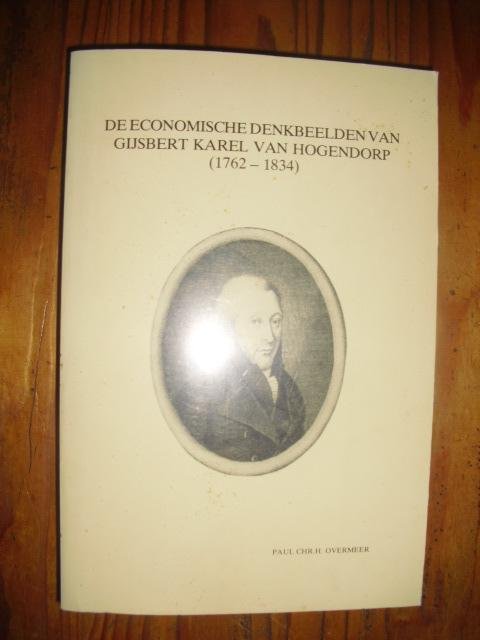 DE ECONOMISCHE DENKBEELDEN VAN
GIJSBERT KAREL VAN HOGENDORP
(1762 – 1834)
PAUL CHR.H. OVERMEER